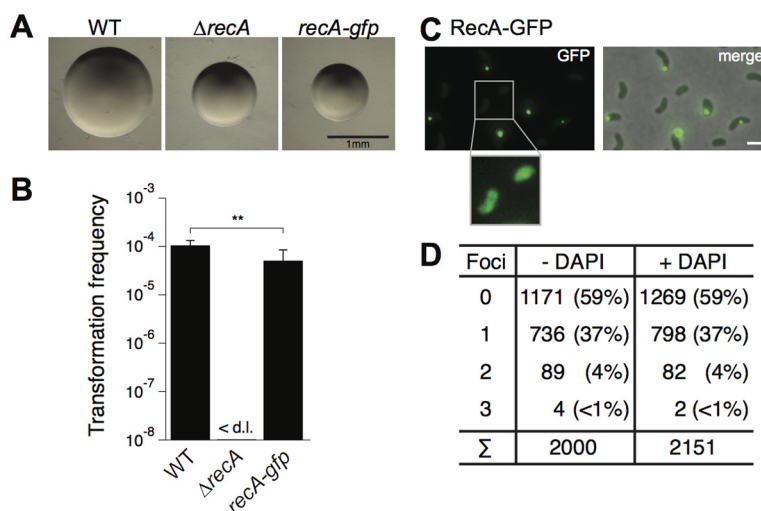 A
WT
ΔrecA
recA-gfp
1mm
B
Transformation frequency
10-3
10-4
10-5
10-6
10-7
10-8
**
< d.l.
WT
ΔrecA
recA-gfp
C RecA-GFP
GFP
merge
D
Foci - DAPI + DAPI
0 1171 (59%) 1269 (59%)
1 736 (37%) 798 (37%)
2 89 (4%) 82 (4%)
3 4 (<1%) 2 (<1%)
Σ 2000 2151